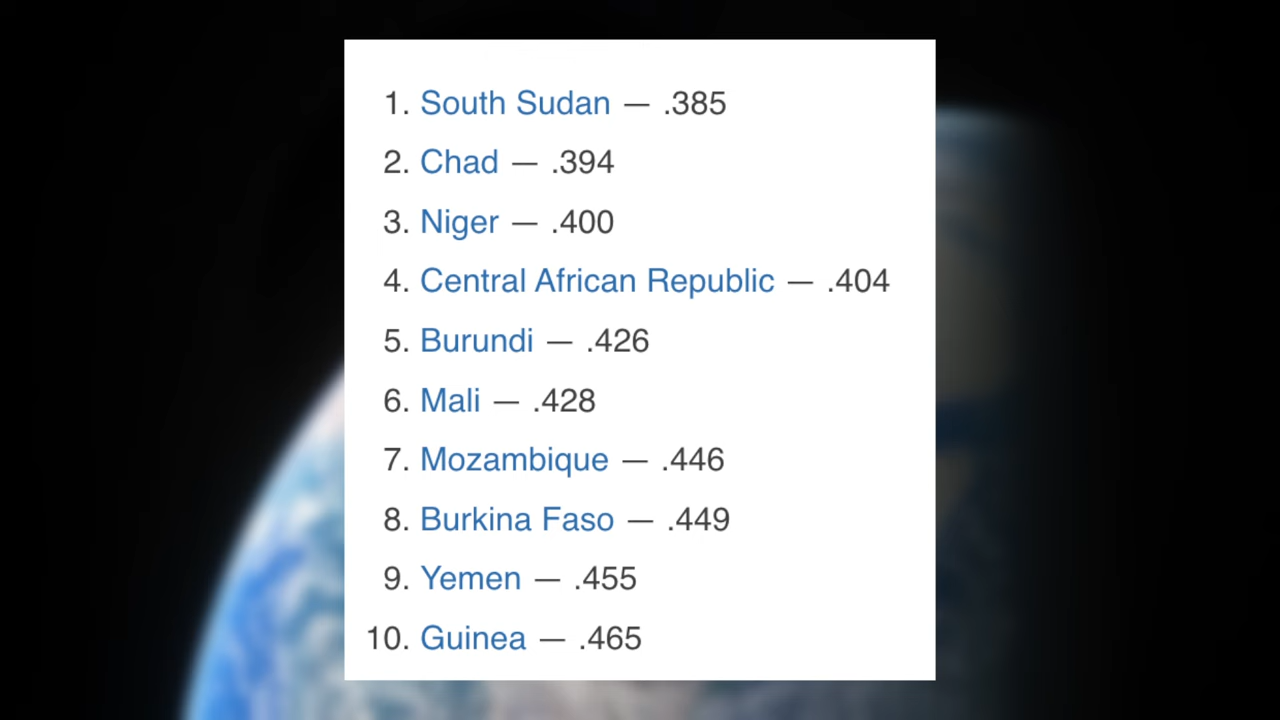 1. South Sudan — .385
2. Chad — .394
3. Niger — .400
4. Central African Republic — .404
5. Burundi — .426
6. Mali — .428
7. Mozambique — .446
8. Burkina Faso — .449
9. Yemen — .455
10. Guinea — .465